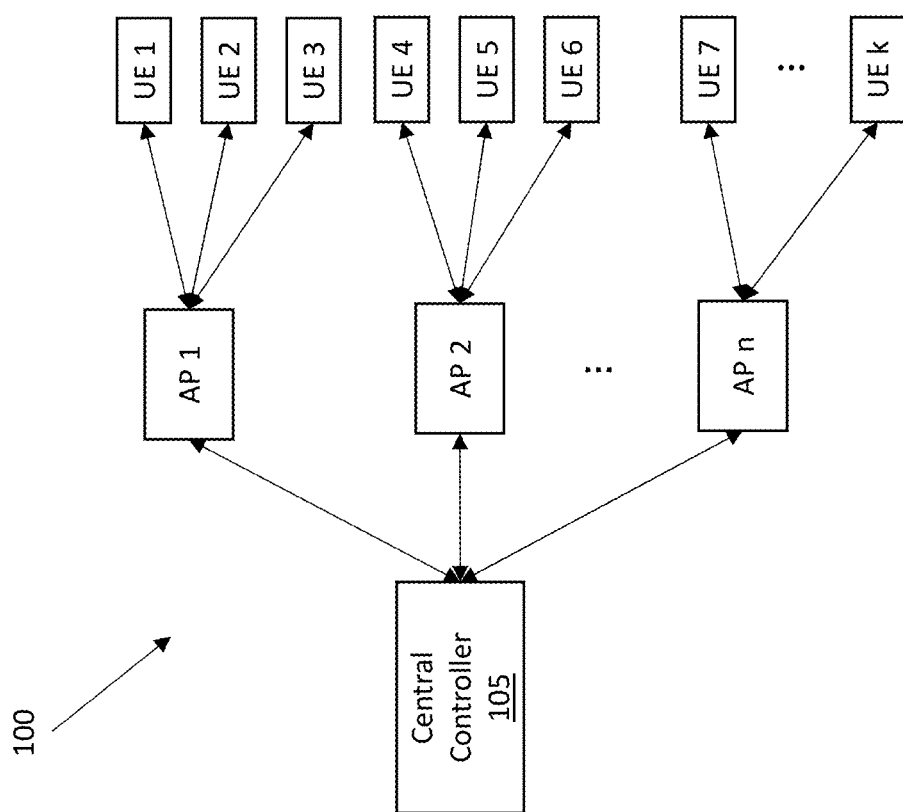 100
Central
Controller
105
AP 1
AP 2
...
AP n
UE 1
UE 2
UE 3
UE 4
UE 5
UE 6
UE 7
...
UE k